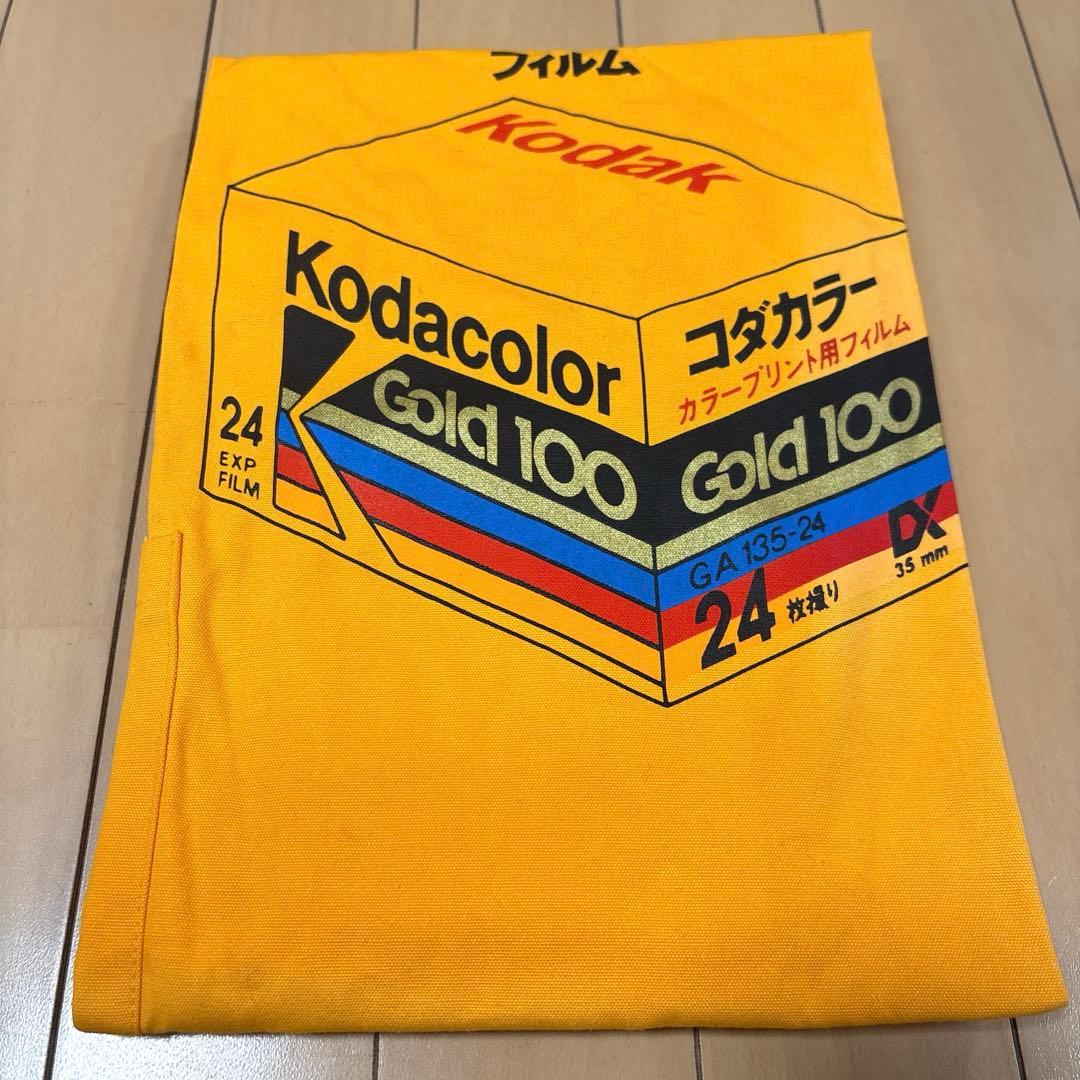 フィルム
Kodak
Kodacolor
Gold 100
24
EXP
FILM
コダカラー
カラープリント用フィルム
Gold 100
GA 135-24
DX
35 mm
24 枚撮り